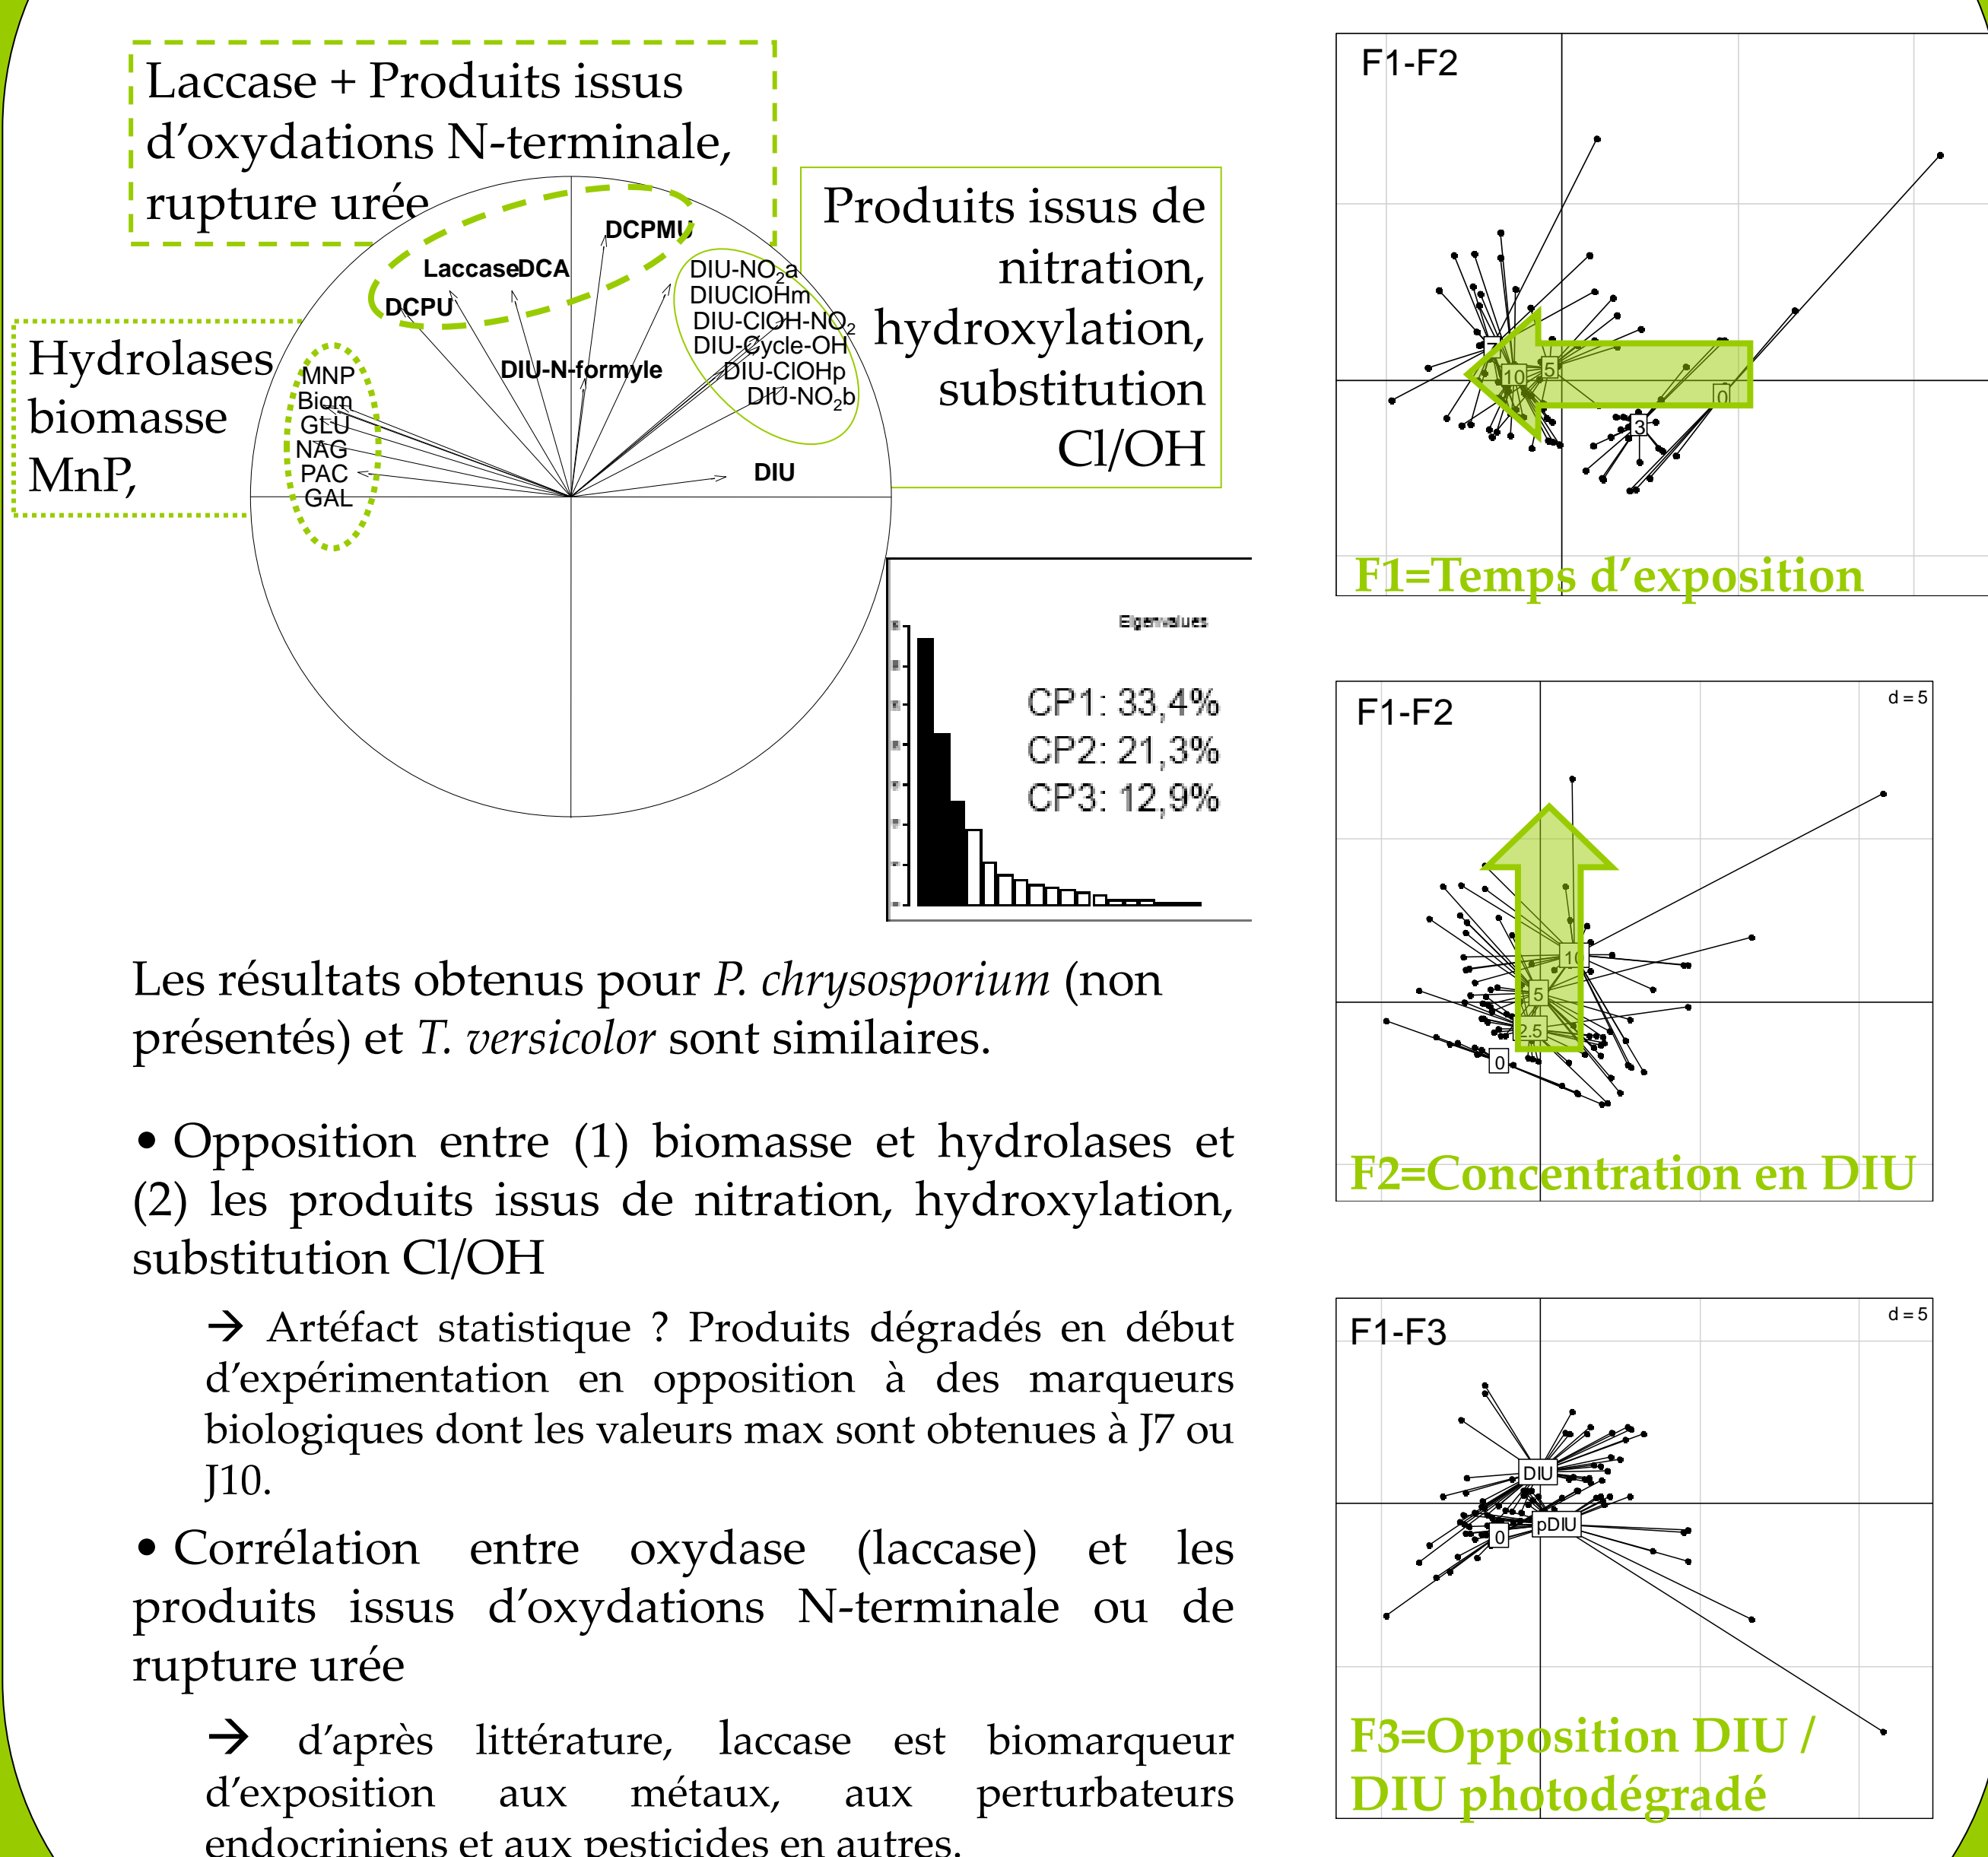 Laccase + Produits issus
d'oxydations N-terminale,
rupture urée
Produits issus de
nitration,
hydroxylation,
substitution
Cl/OH
Hydrolases
biomasse
MnP,
DCPMU
LaccaseDCA
DCPU
DIU-N-formyle
DIU-NO₂a
DIUClOHm
DIU-ClOH-NO₂
DIU-Cycle-OH
DIU-ClOHp
DIU-NO₂b
DIU
MNP
Biom
GLU
NAG
PAC
GAL
Eigenvalues
CP1: 33,4%
CP2: 21,3%
CP3: 12,9%
Les résultats obtenus pour P. chrysosporium (non
présentés) et T. versicolor sont similaires.
• Opposition entre (1) biomasse et hydrolases et
(2) les produits issus de nitration, hydroxylation,
substitution Cl/OH
→ Artéfact statistique ? Produits dégradés en début
d'expérimentation en opposition à des marqueurs
biologiques dont les valeurs max sont obtenues à J7 ou
J10.
• Corrélation entre oxydase (laccase) et les
produits issus d'oxydations N-terminale ou de
rupture urée
→ d'après littérature, laccase est biomarqueur
d'exposition aux métaux, aux perturbateurs
endocriniens et aux pesticides en autres.
F1-F2
7
10
5
0
3
F1=Temps d'exposition
F1-F2
d = 5
10
5
2.5
0
F2=Concentration en DIU
F1-F3
d = 5
DIU
pDIU
0
F3=Opposition DIU /
DIU photodégradé